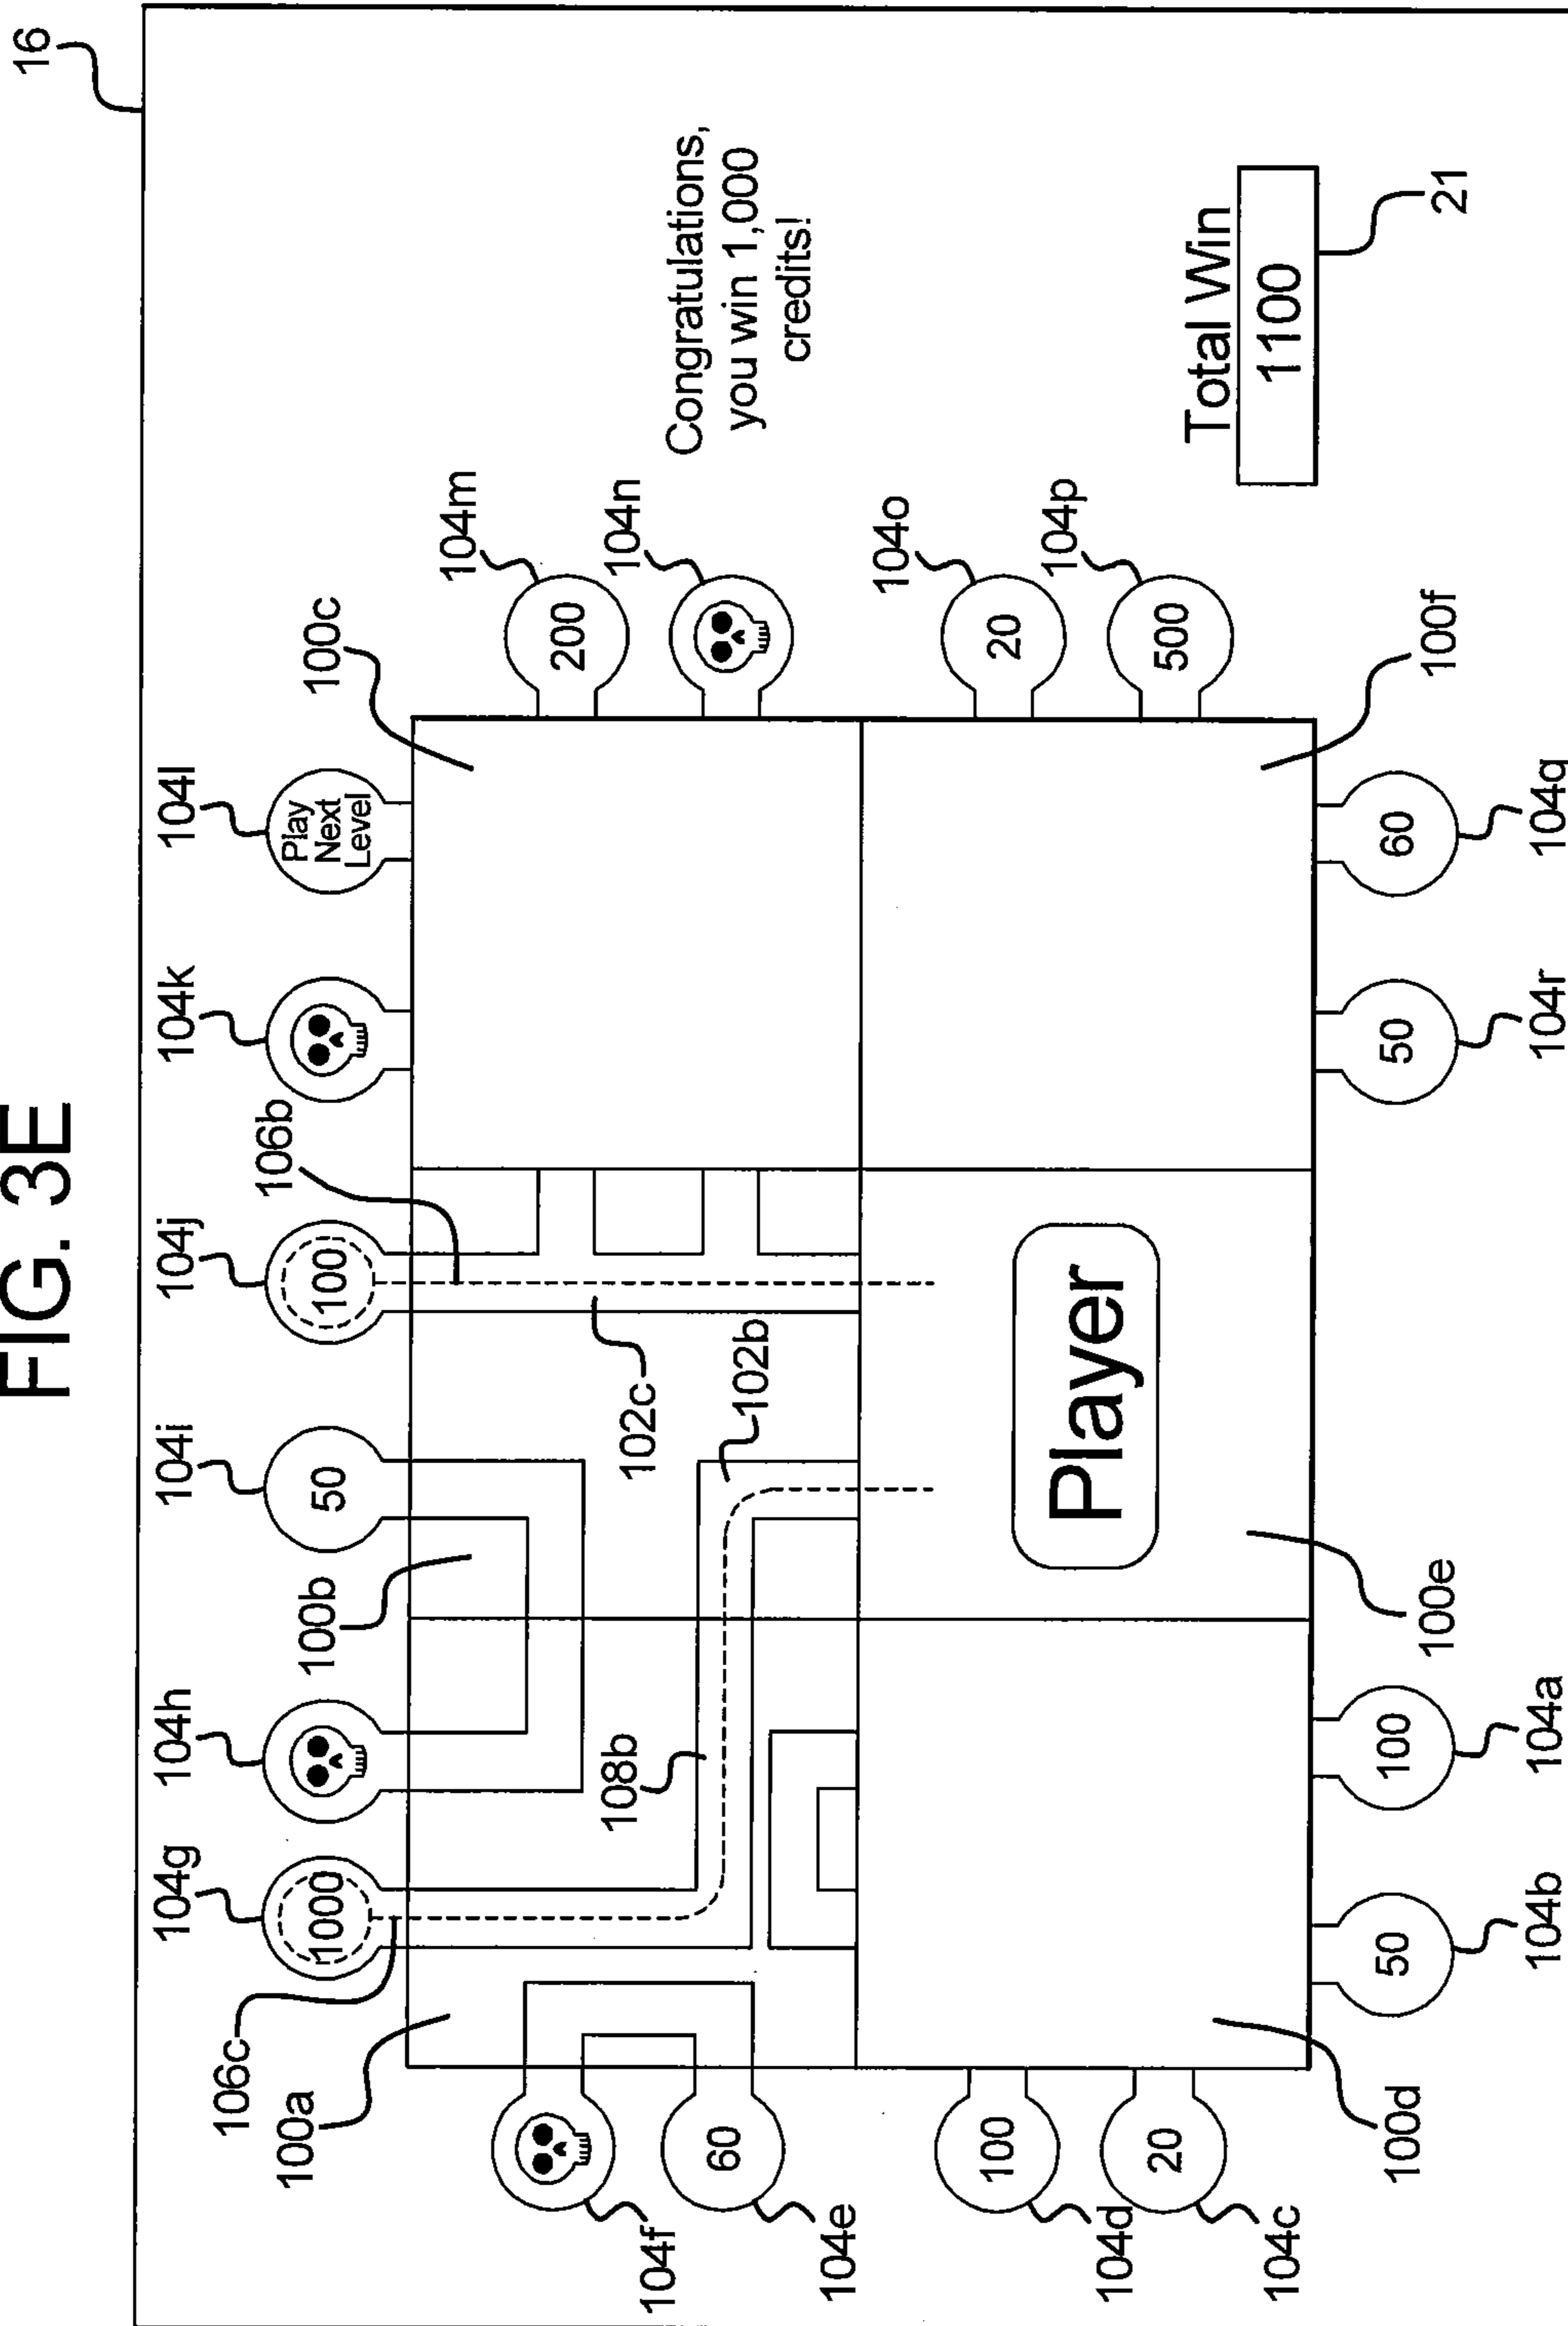 FIG. 3E
16
104g
104h
104i
104j
104k
104l
106c
100b
106b
100c
1000
50
100
Play
Next
Level
100a
104m
104f
200
104n
60
108b
102c
102b
104e
Congratulations,
you win 1,000
credits!
104d
100
Player
20
104o
104c
20
500
104p
Total Win
1100
21
100d
100e
100f
50
100
50
60
104b
104a
104r
104q